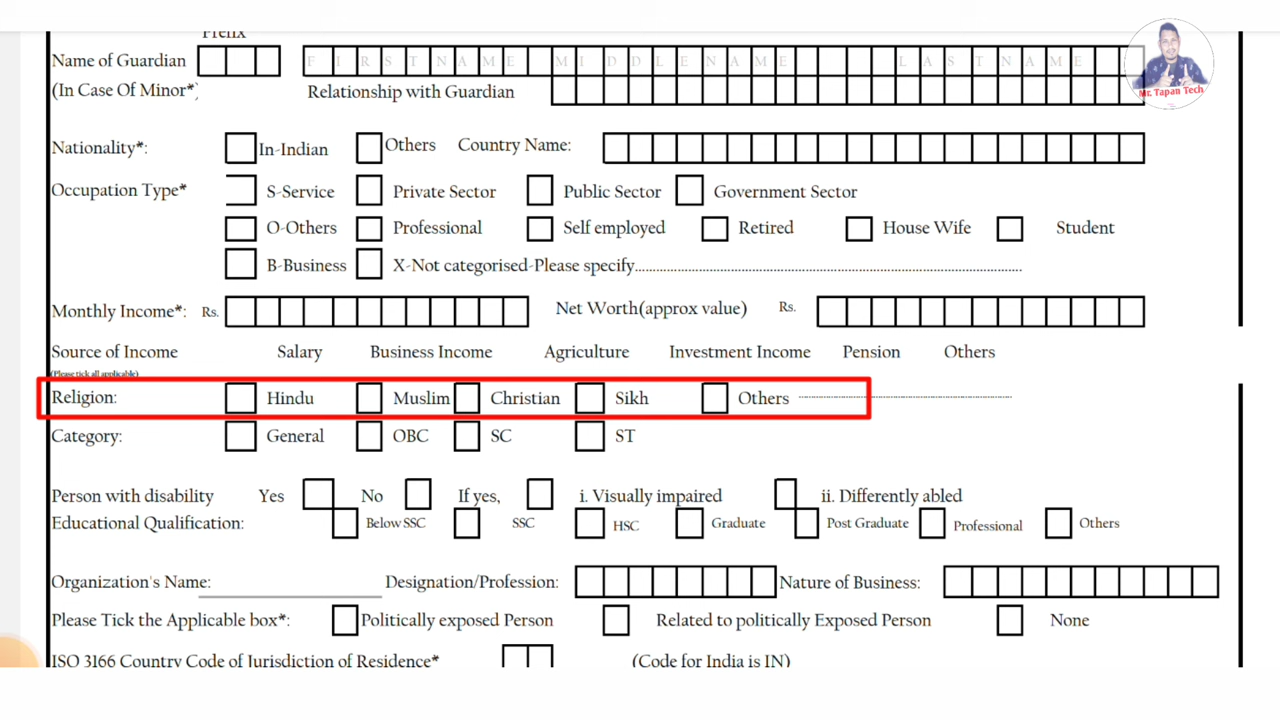 Prefix
Name of Guardian FIRSTNAME MIDDLENAME LASTNAME
(In Case Of Minor*) Relationship with Guardian
Mr. Tapan Tech
Nationality*: In-Indian Others Country Name:
Occupation Type* S-Service Private Sector Public Sector Government Sector
O-Others Professional Self employed Retired House Wife Student
B-Business X-Not categorised-Please specify
Monthly Income*: Rs. Net Worth(approx value) Rs.
Source of Income Salary Business Income Agriculture Investment Income Pension Others
(Please tick all applicable)
Religion: Hindu Muslim Christian Sikh Others
Category: General OBC SC ST
Person with disability Yes No If yes, i. Visually impaired ii. Differently abled
Educational Qualification: Below SSC SSC HSC Graduate Post Graduate Professional Others
Organization's Name: Designation/Profession: Nature of Business:
Please Tick the Applicable box*: Politically exposed Person Related to politically Exposed Person None
ISO 3166 Country Code of Jurisdiction of Residence* (Code for India is IN)